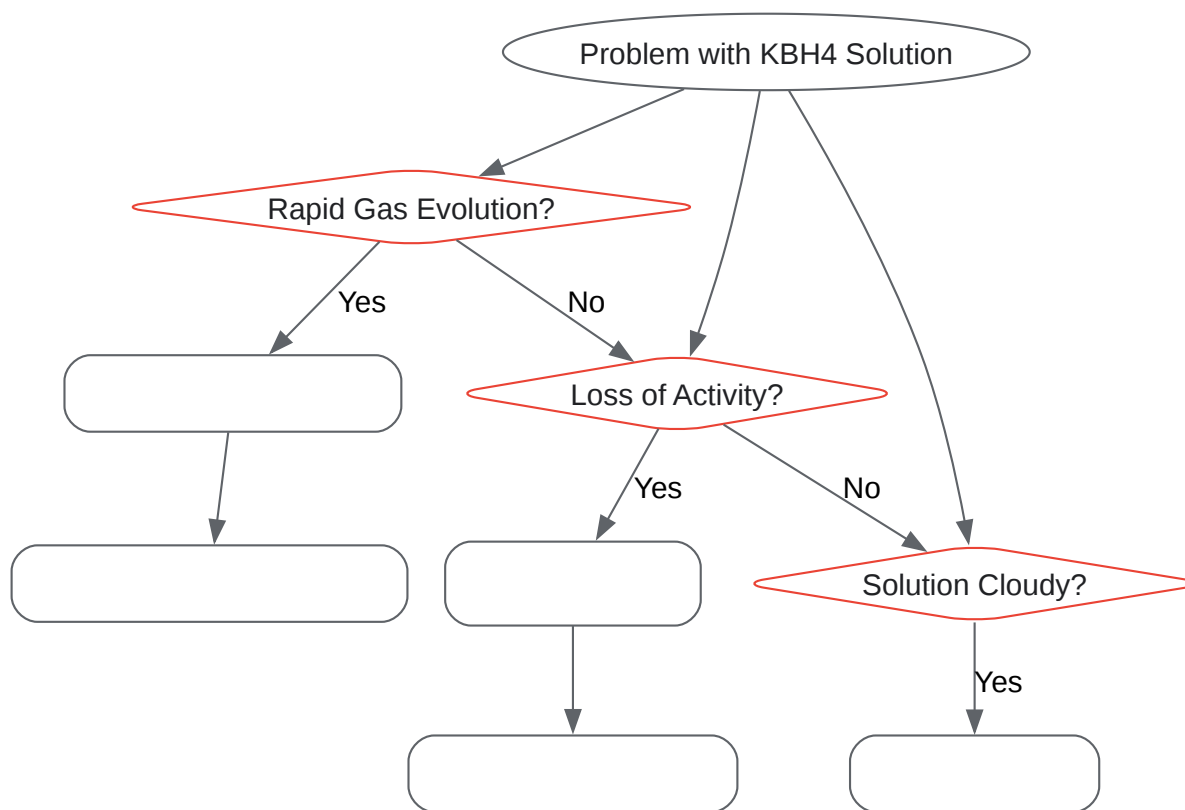 Problem with KBH4 Solution
Rapid Gas Evolution?
Yes
No
Loss of Activity?
Yes
No
Solution Cloudy?
Yes